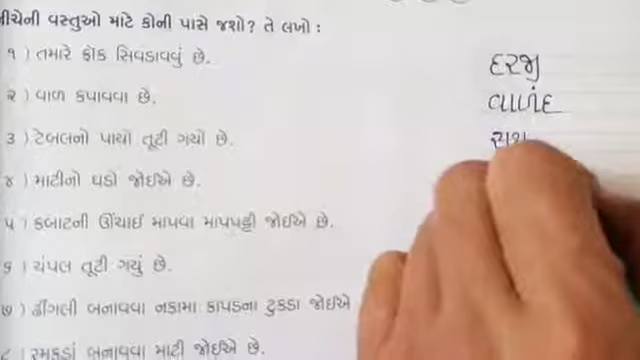 નીચેની વસ્તુઓ માટે કોની પાસે જશો? તે લખો :
૧ ) તમારે ફ્રોક સિવડાવવું છે. દરજી
૨ ) વાળ કપાવવા છે. વાળંદ
૩ ) ટેબલનો પાયો તૂટી ગયો છે. સુથ
૪ ) માટીનો ઘડો જોઈએ છે.
૫ ) કબાટની ઊંચાઈ માપવા માપપટ્ટી જોઈએ છે.
૬ ) ચંપલ તૂટી ગયું છે.
૭ ) ઢીંગલી બનાવવા નકામા કાપડના ટુકડા જોઈએ
૮ ) રમકડાં બનાવવા માટી જોઈએ છે.